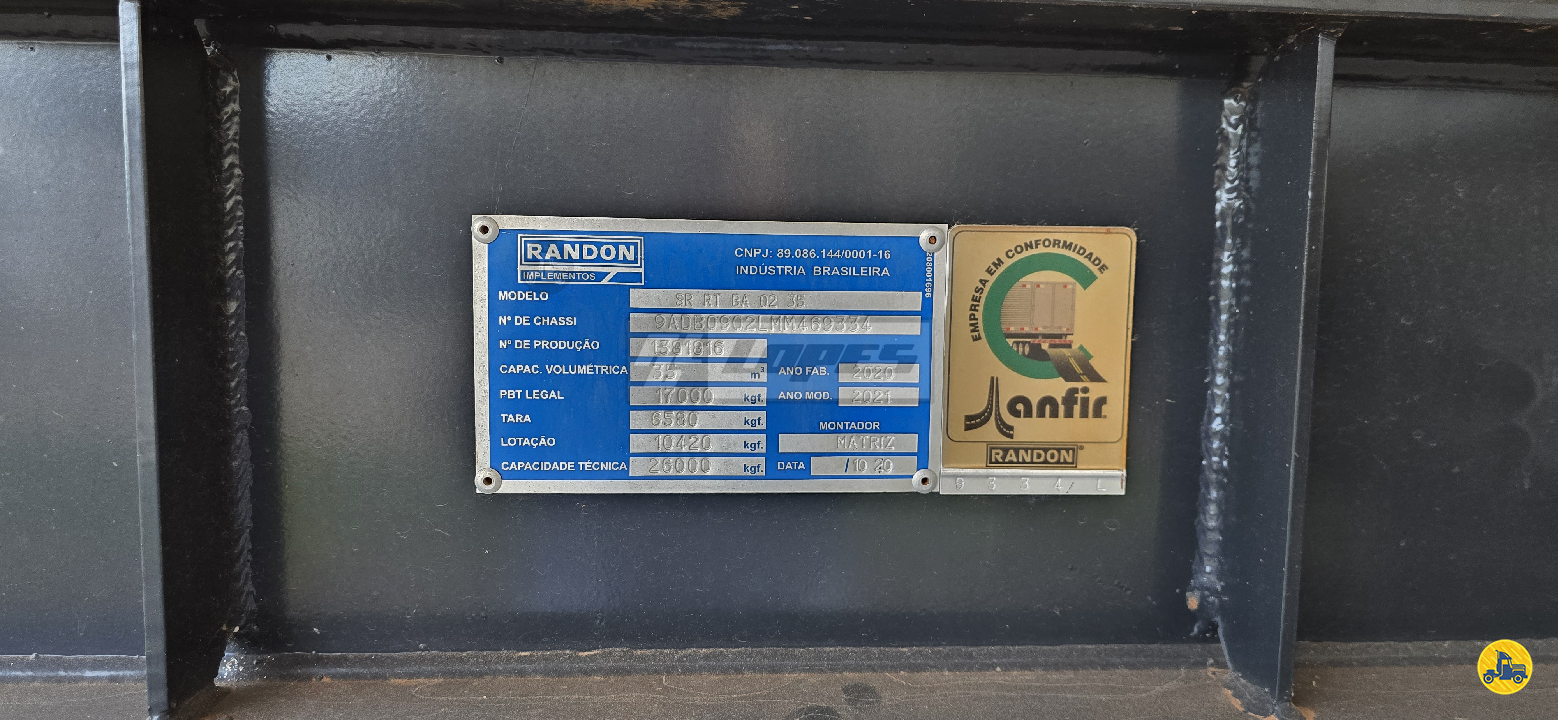 RANDON
IMPLEMENTOS
CNPJ: 89.086.144/0001-16
INDÚSTRIA BRASILEIRA
MODELO SR RT BA 02 35
Nº DE CHASSI 9ADB0902LMM469334
Nº DE PRODUÇÃO 1581816
CAPAC. VOLUMÉTRICA 35 m³ ANO FAB. 2020
PBT LEGAL 17000 kgf. ANO MOD. 2021
TARA 6580 kgf.
MONTADOR
LOTAÇÃO 10420 kgf. MATRIZ
CAPACIDADE TÉCNICA 26000 kgf. DATA /10 20
LOPES
EMPRESA EM CONFORMIDADE
anfir
RANDON®
9 3 3 4 / L